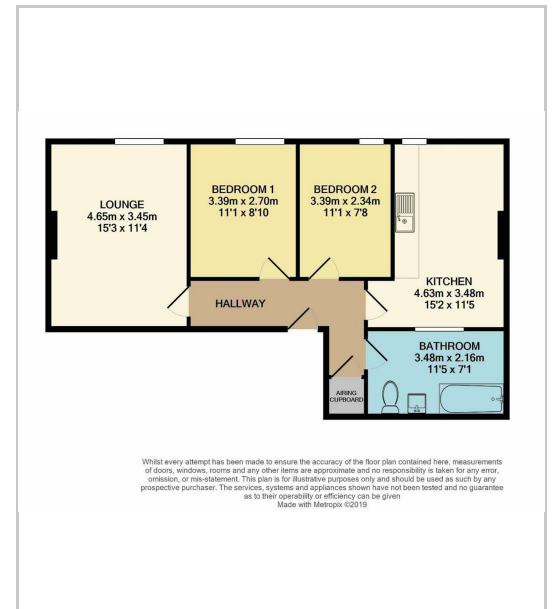 LOUNGE
4.65m x 3.45m
15'3 x 11'4
BEDROOM 1
3.39m x 2.70m
11'1 x 8'10
BEDROOM 2
3.39m x 2.34m
11'1 x 7'8
KITCHEN
4.63m x 3.48m
15'2 x 11'5
HALLWAY
BATHROOM
3.48m x 2.16m
11'5 x 7'1
AIRING
CUPBOARD
Whilst every attempt has been made to ensure the accuracy of the floor plan contained here, measurements
of doors, windows, rooms and any other items are approximate and no responsibility is taken for any error,
omission, or mis-statement. This plan is for illustrative purposes only and should be used as such by any
prospective purchaser. The services, systems and appliances shown have not been tested and no guarantee
as to their operability or efficiency can be given
Made with Metropix ©2019